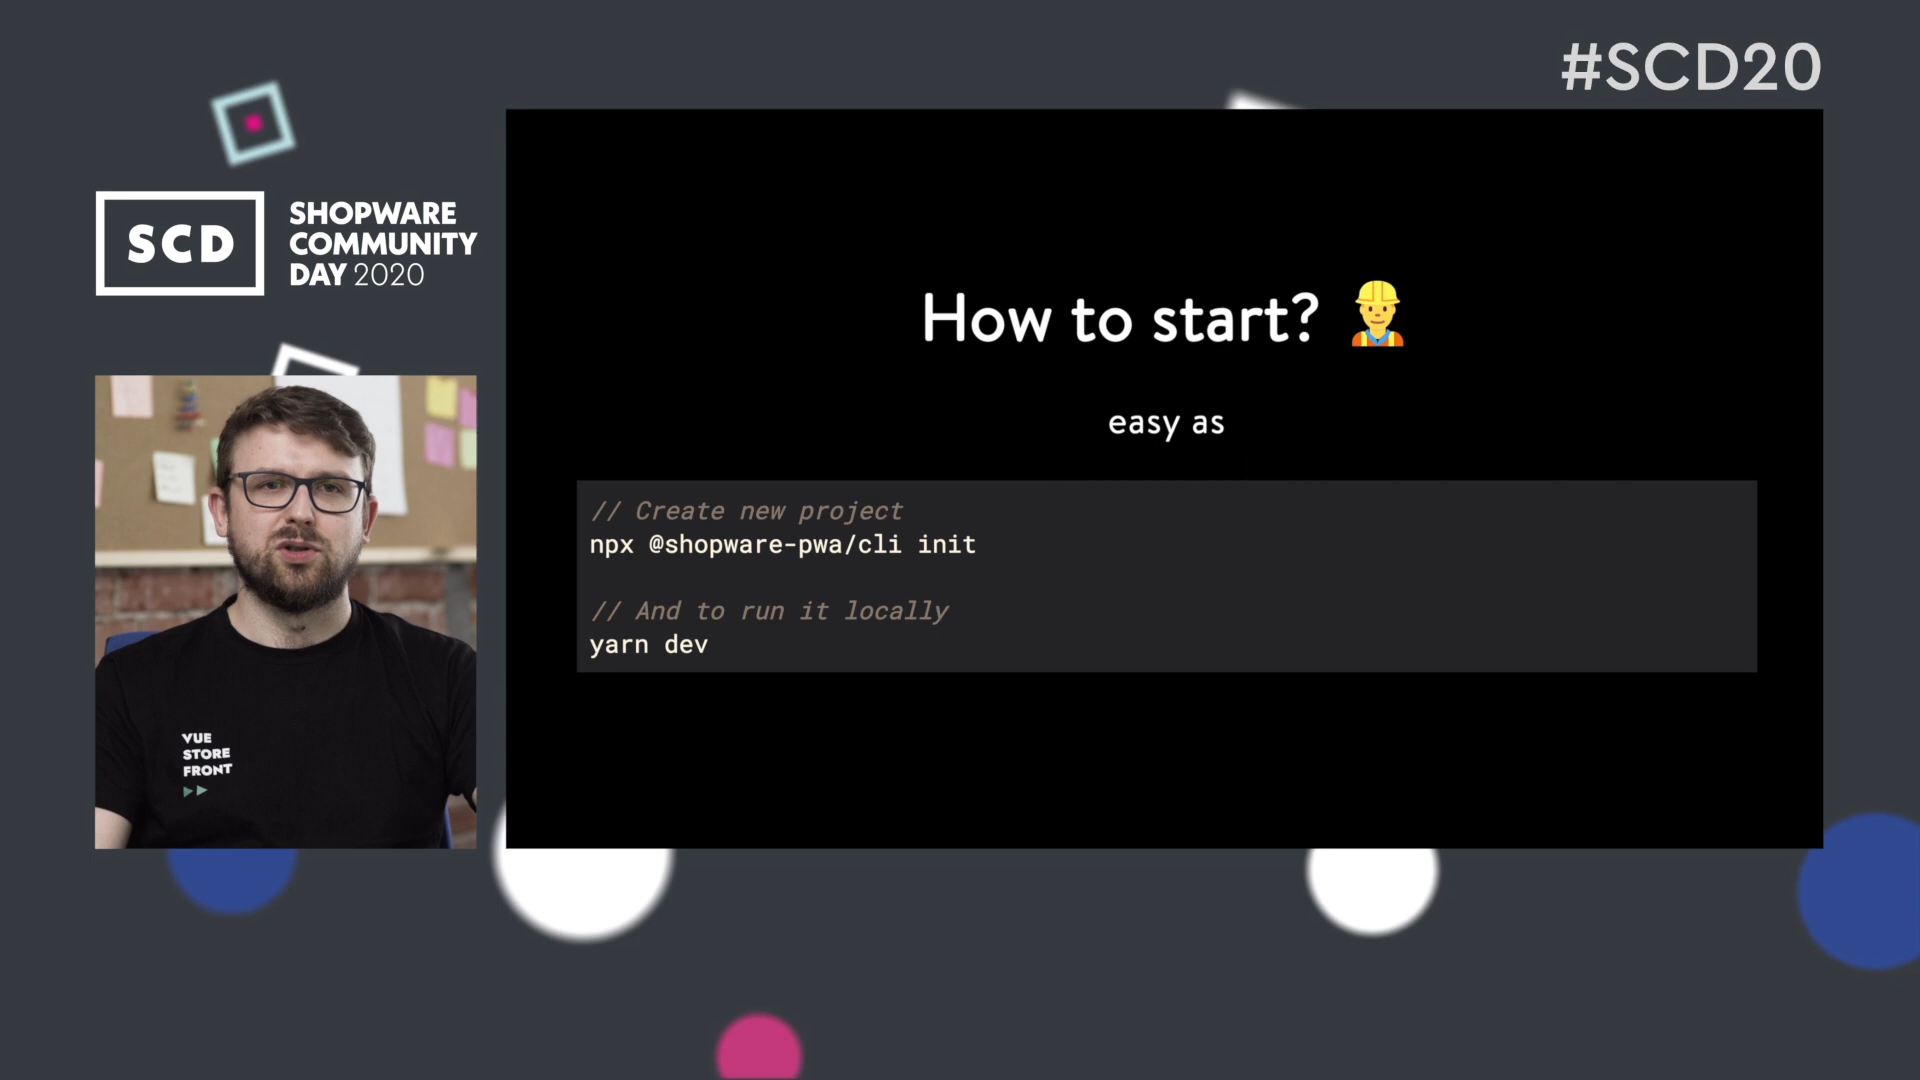 #SCD20
SCD
SHOPWARE
COMMUNITY
DAY 2020
How to start?
easy as
// Create new project
npx @shopware-pwa/cli init
// And to run it locally
yarn dev
VUE
STORE
FRONT